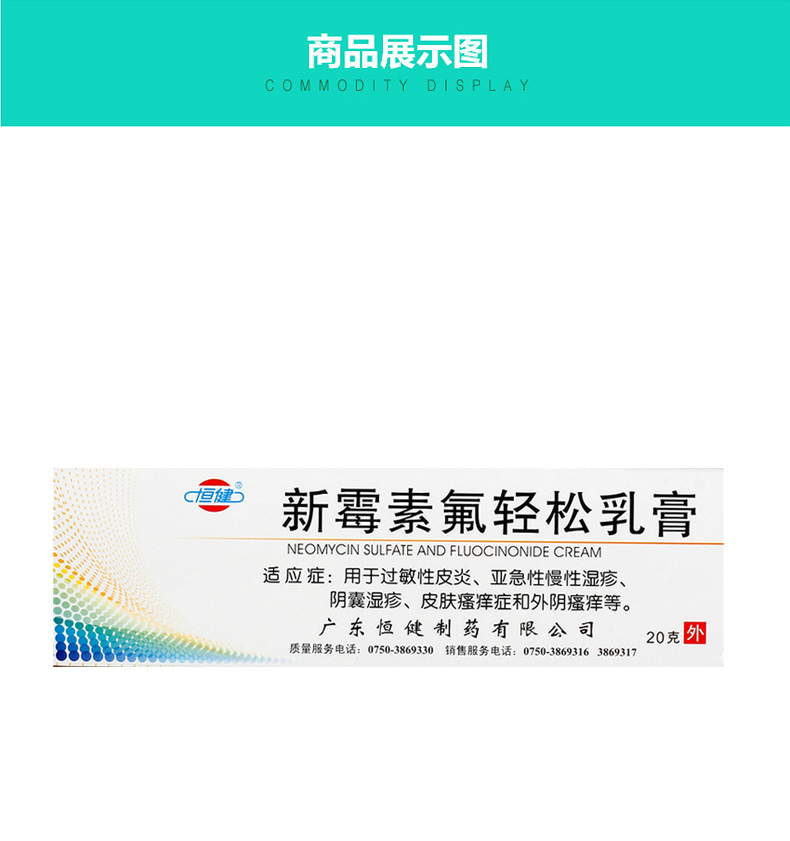 商品展示图
COMMODITY DISPLAY
恒健®
新霉素氟轻松乳膏
NEOMYCIN SULFATE AND FLUOCINONIDE CREAM
适应症：用于过敏性皮炎、亚急性慢性湿疹、
阴囊湿疹、皮肤瘙痒症和外阴瘙痒等。
广东恒健制药有限公司
20克 外
质量服务电话：0750-3869330 销售服务电话：0750-3869316 3869317